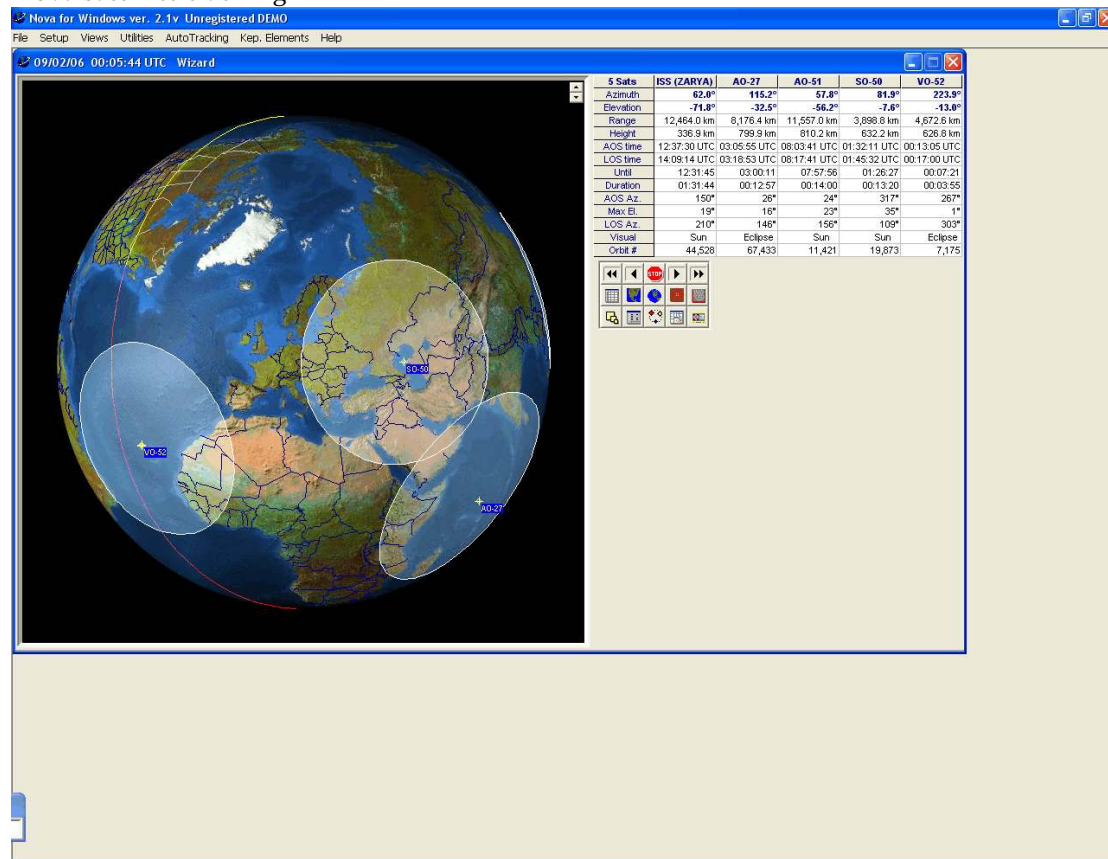 Nova for Windows ver. 2.1v Unregistered DEMO
File Setup Views Utilities AutoTracking Kep. Elements Help
09/02/06 00:05:44 UTC Wizard
5 Sats ISS (ZARYA) AO-27 AO-51 SO-50 VO-52
Azimuth 62.0° 115.2° 57.8° 81.9° 223.9°
Elevation -71.8° -32.5° -56.2° -7.6° -13.0°
Range 12,464.0 km 8,176.4 km 11,557.0 km 3,898.8 km 4,672.6 km
Height 336.9 km 799.9 km 810.2 km 632.2 km 626.8 km
AOS time 12:37:30 UTC 03:05:55 UTC 08:03:41 UTC 01:32:11 UTC 00:13:05 UTC
LOS time 14:09:14 UTC 03:18:53 UTC 08:17:41 UTC 01:45:32 UTC 00:17:00 UTC
Until 12:31:45 03:00:11 07:57:56 01:26:27 00:07:21
Duration 01:31:44 00:12:57 00:14:00 00:13:20 00:03:55
AOS Az. 150° 26° 24° 317° 267°
Max El. 19° 16° 23° 35° 1°
LOS Az. 210° 146° 156° 109° 303°
Visual Sun Eclipse Sun Sun Eclipse
Orbit # 44,528 67,433 11,421 19,873 7,175
STOP
SO-50
VO-52
AO-27